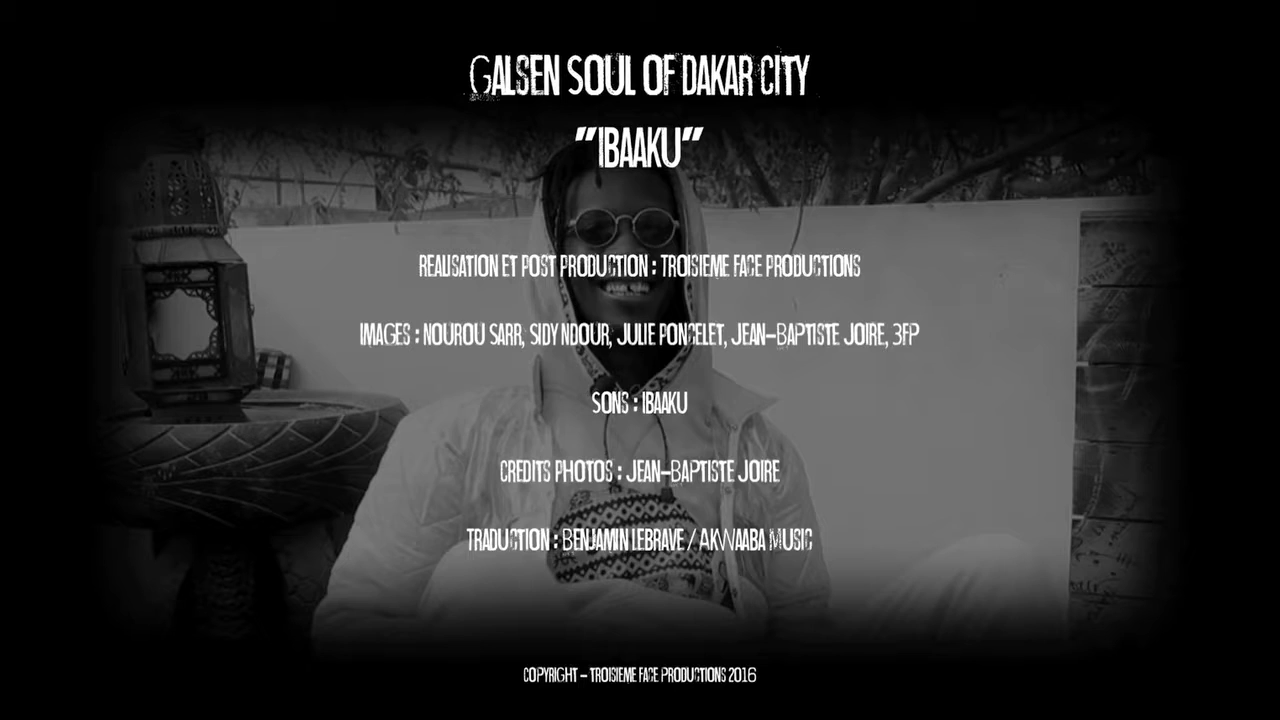 GALSEN SOUL OF DAKAR CITY
"IBAAKU"
REALISATION ET POST PRODUCTION : TROISIEME FACE PRODUCTIONS
IMAGES : NOUROU SARR, SIDY NDOUR, JULIE PONCELET, JEAN-BAPTISTE JOIRE, 3FP
SONS : IBAAKU
CREDITS PHOTOS : JEAN-BAPTISTE JOIRE
TRADUCTION : BENJAMIN LEBRAVE / AKWAABA MUSIC
COPYRIGHT - TROISIEME FACE PRODUCTIONS 2016